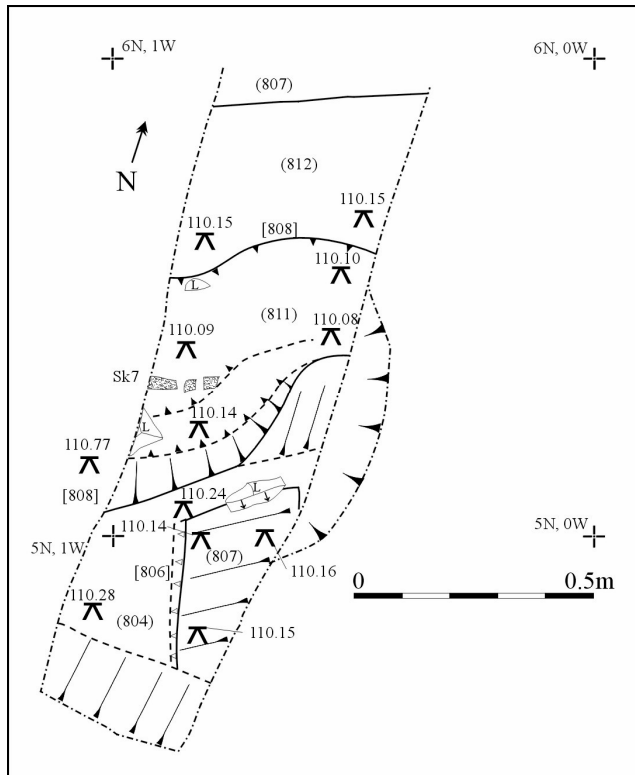 6N, 1W
6N, 0W
(807)
N
(812)
110.15
110.15
[808]
110.10
L
(811)
110.08
110.09
Sk7
L
110.14
110.77
[808]
L
110.24
110.14
5N, 1W
5N, 0W
(807)
110.16
[806]
0
0.5m
110.28
(804)
110.15